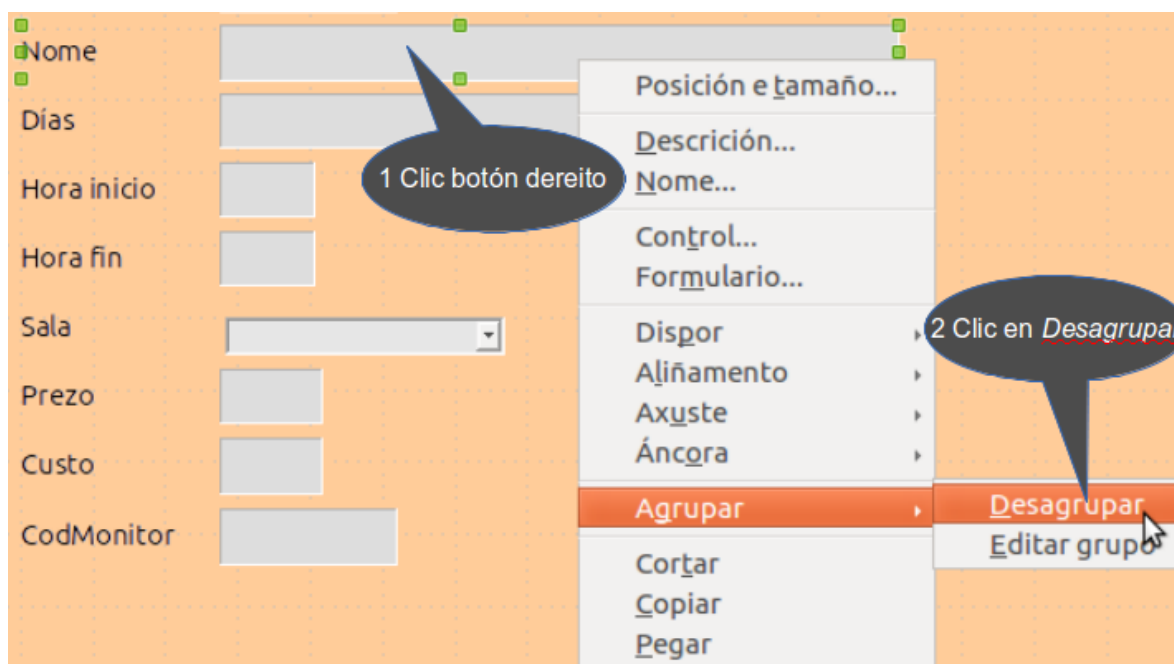 Nome
Días
Hora inicio
Hora fin
Sala
Prezo
Custo
CodMonitor
1 Clic botón dereito
Posición e tamaño...
Descrición...
Nome...
Control...
Formulario...
Dispor
Aliñamento
Axuste
Áncora
Agrupar
Cortar
Copiar
Pegar
2 Clic en Desagrupar
Desagrupar
Editar grupo